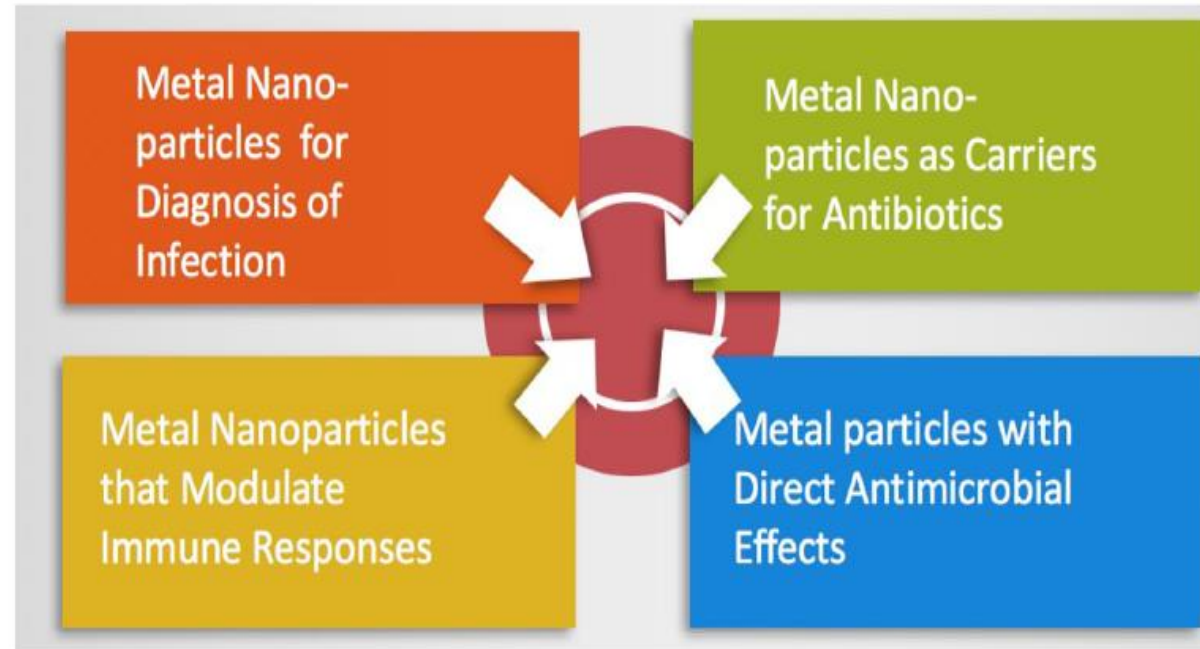 Metal Nano-
particles for
Diagnosis of
Infection
Metal Nano-
particles as Carriers
for Antibiotics
Metal Nanoparticles
that Modulate
Immune Responses
Metal particles with
Direct Antimicrobial
Effects